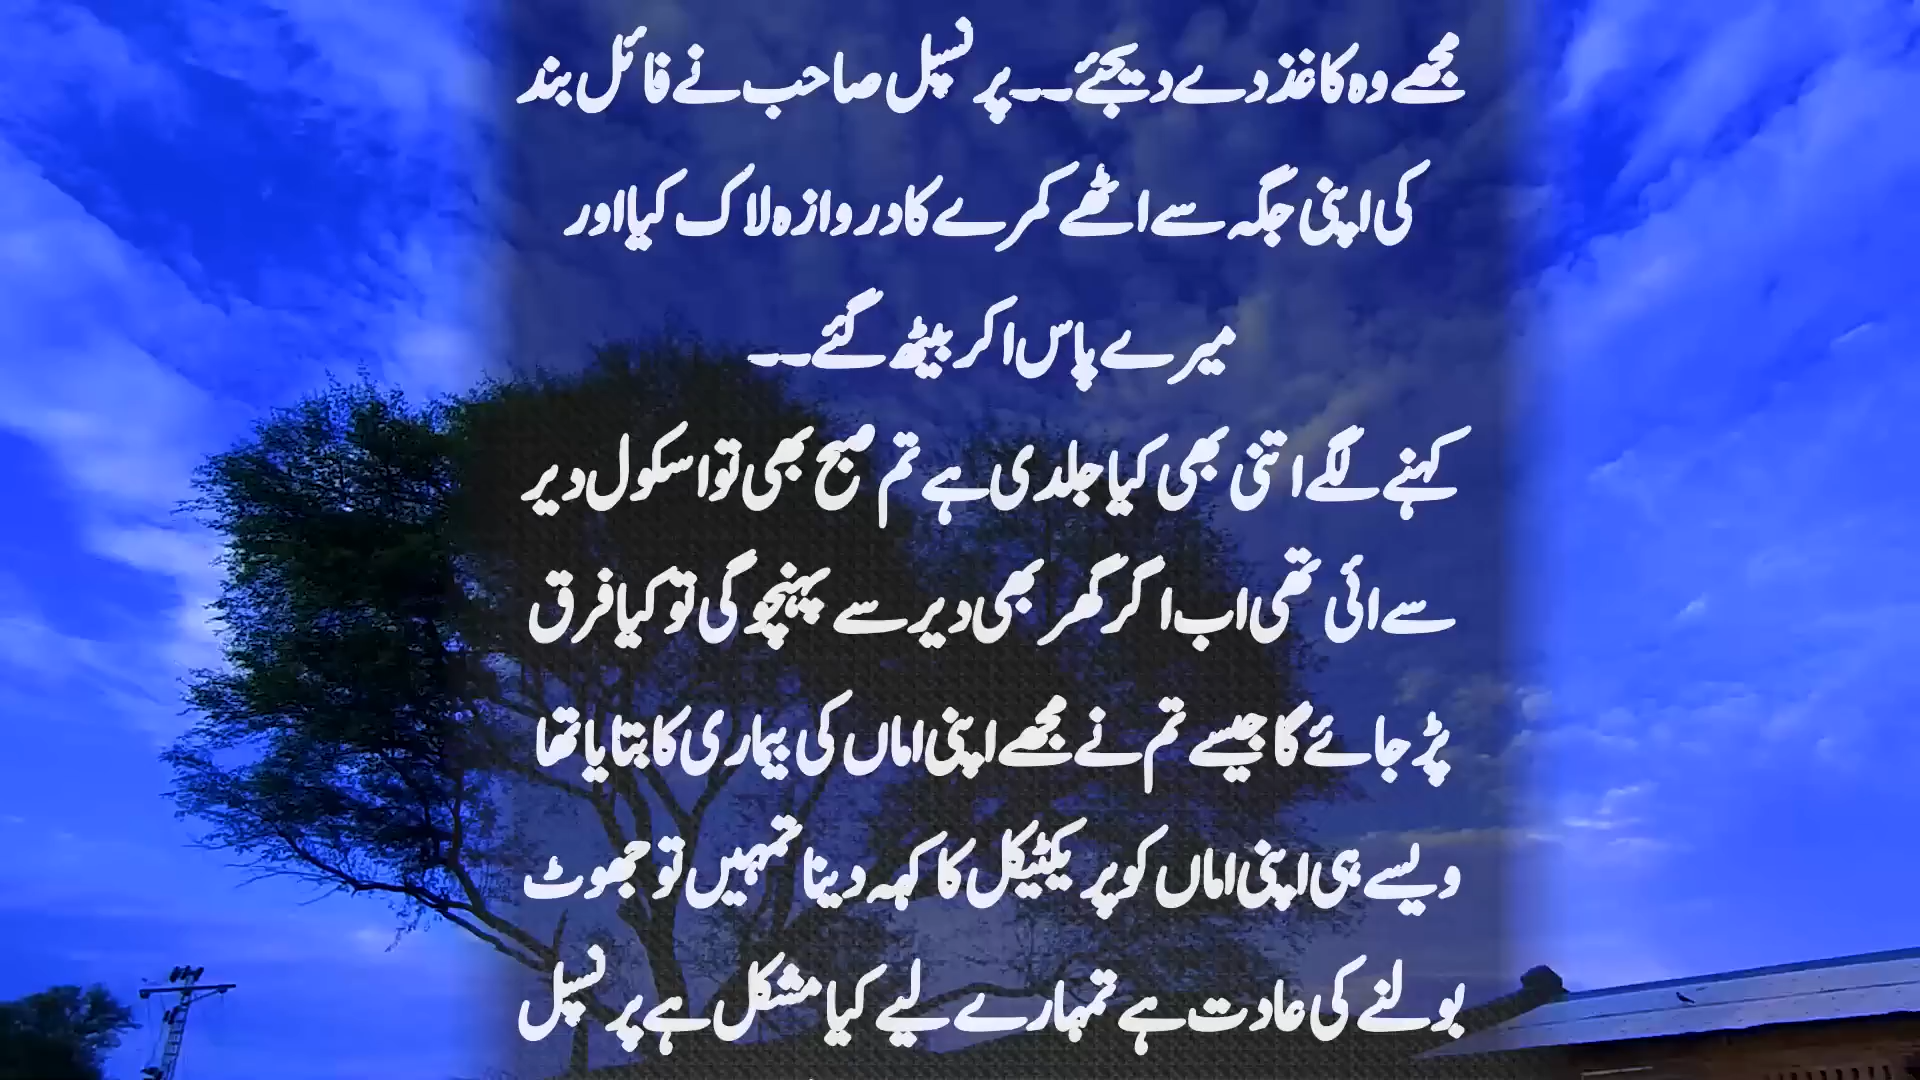 مجھے وہ کاغذ دے دیجئے۔۔پرنسپل صاحب نے فائل بند
کی اپنی جگہ سے اٹھے کمرے کا دروازہ لاک کیا اور
میرے پاس اکر بیٹھ گئے۔۔
کہنے لگے اتنی بھی کیا جلدی ہے تم صبح بھی تو اسکول دیر
سے ائی تھی اب اگر گھر بھی دیر سے پہنچو گی تو کیا فرق
پڑ جائے گا جیسے تم نے مجھے اپنی اماں کی بیماری کا بتایا تھا
ویسے ہی اپنی اماں کو پریکٹیکل کا کہہ دینا تمہیں تو جھوٹ
بولنے کی عادت ہے تمہارے لیے کیا مشکل ہے پرنسپل